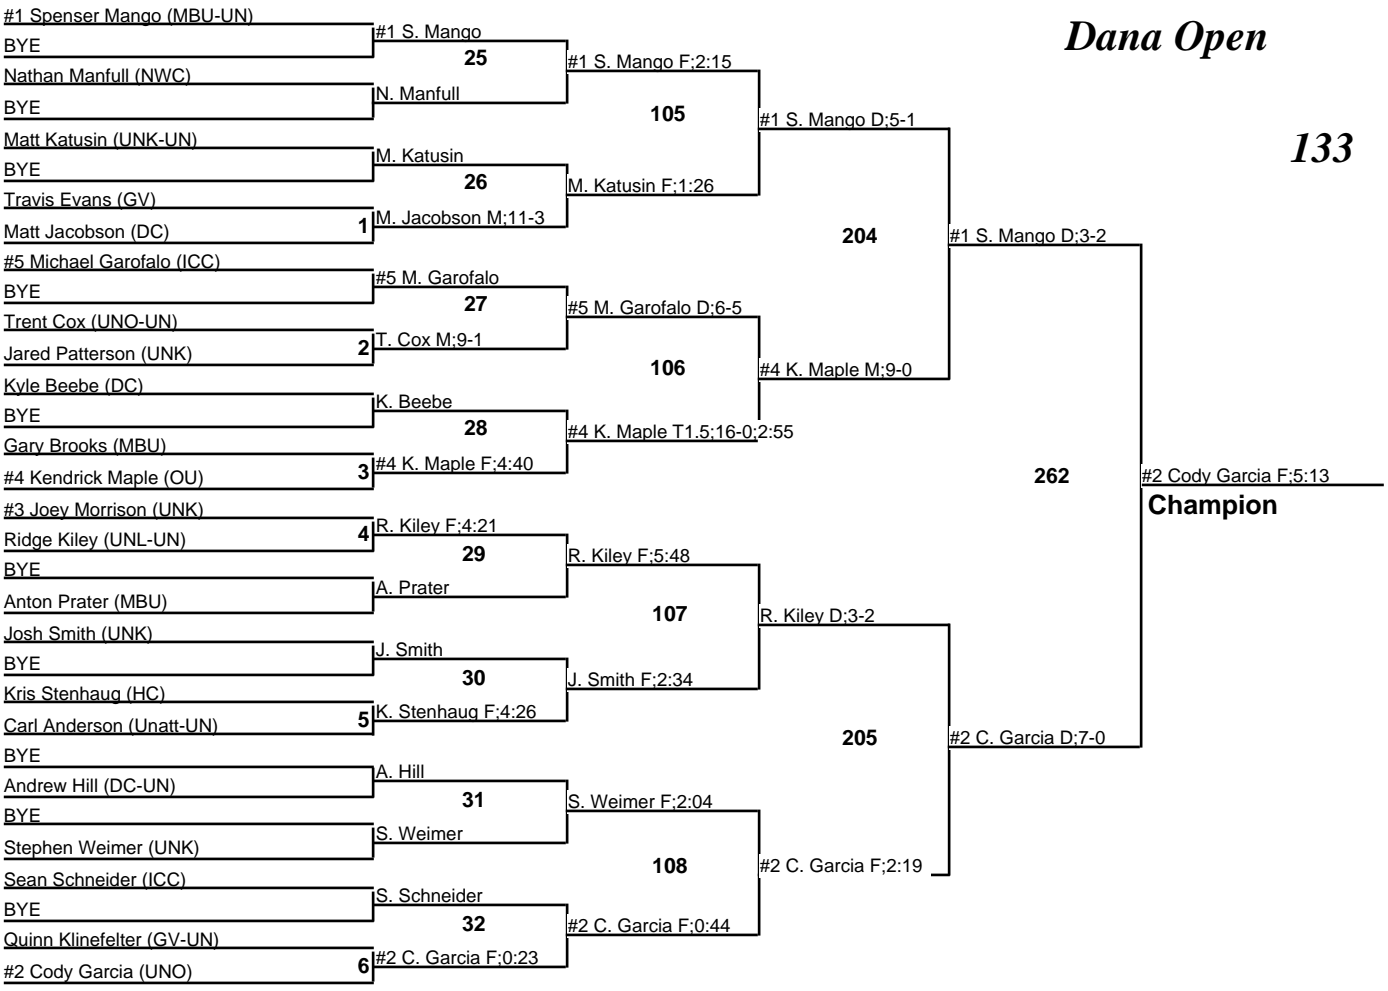 #1 Spenser Mango (MBU-UN)
BYE
Nathan Manfull (NWC)
BYE
Matt Katusin (UNK-UN)
BYE
Travis Evans (GV)
Matt Jacobson (DC)
#5 Michael Garofalo (ICC)
BYE
Trent Cox (UNO-UN)
Jared Patterson (UNK)
Kyle Beebe (DC)
BYE
Gary Brooks (MBU)
#4 Kendrick Maple (OU)
#3 Joey Morrison (UNK)
Ridge Kiley (UNL-UN)
BYE
Anton Prater (MBU)
Josh Smith (UNK)
BYE
Kris Stenhaug (HC)
Carl Anderson (Unatt-UN)
BYE
Andrew Hill (DC-UN)
BYE
Stephen Weimer (UNK)
Sean Schneider (ICC)
BYE
Quinn Klinefelter (GV-UN)
#2 Cody Garcia (UNO)
1
2
3
4
5
6
#1 S. Mango
25
N. Manfull
M. Katusin
26
M. Jacobson M;11-3
#5 M. Garofalo
27
T. Cox M;9-1
K. Beebe
28
#4 K. Maple F;4:40
R. Kiley F;4:21
29
A. Prater
J. Smith
30
K. Stenhaug F;4:26
A. Hill
31
S. Weimer
S. Schneider
32
#2 C. Garcia F;0:23
#1 S. Mango F;2:15
105
M. Katusin F;1:26
#5 M. Garofalo D;6-5
106
#4 K. Maple T1.5;16-0;2:55
R. Kiley F;5:48
107
J. Smith F;2:34
S. Weimer F;2:04
108
#2 C. Garcia F;0:44
#1 S. Mango D;5-1
204
#4 K. Maple M;9-0
R. Kiley D;3-2
205
#2 C. Garcia F;2:19
#1 S. Mango D;3-2
262
#2 C. Garcia D;7-0
#2 Cody Garcia F;5:13
Champion
Dana Open
133